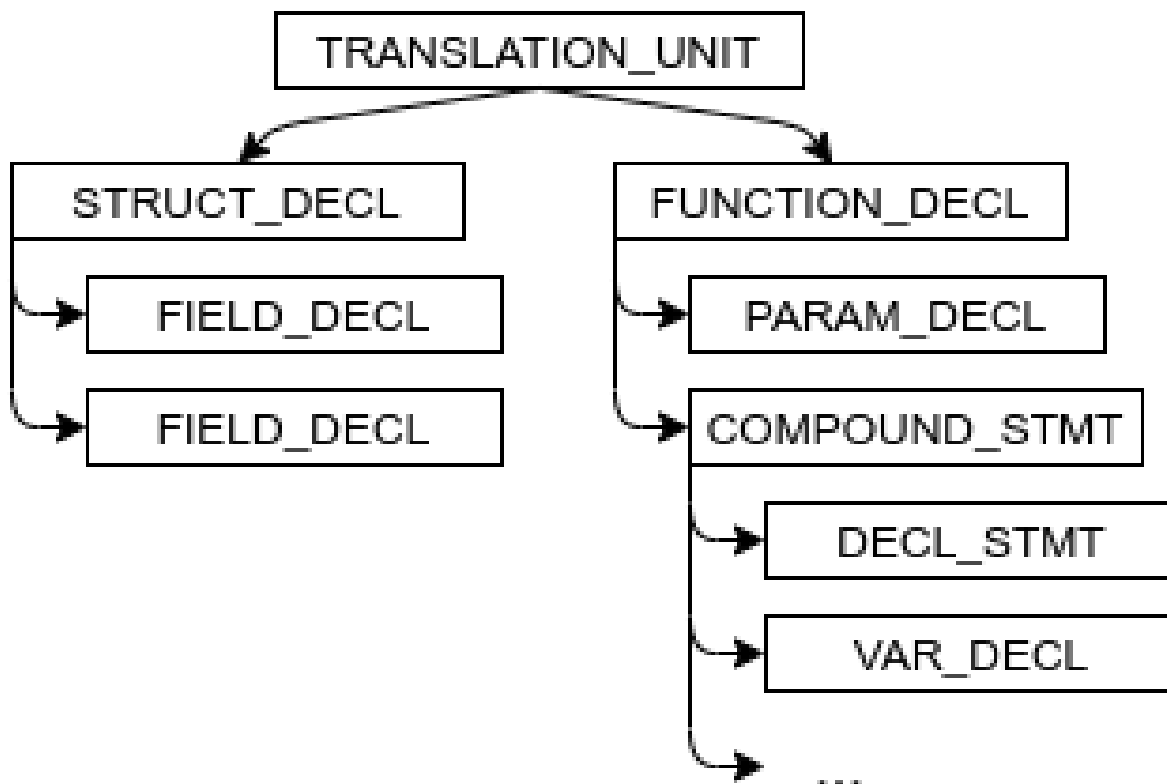 TRANSLATION_UNIT
STRUCT_DECL
FIELD_DECL
FIELD_DECL
FUNCTION_DECL
PARAM_DECL
COMPOUND_STMT
DECL_STMT
VAR_DECL
...